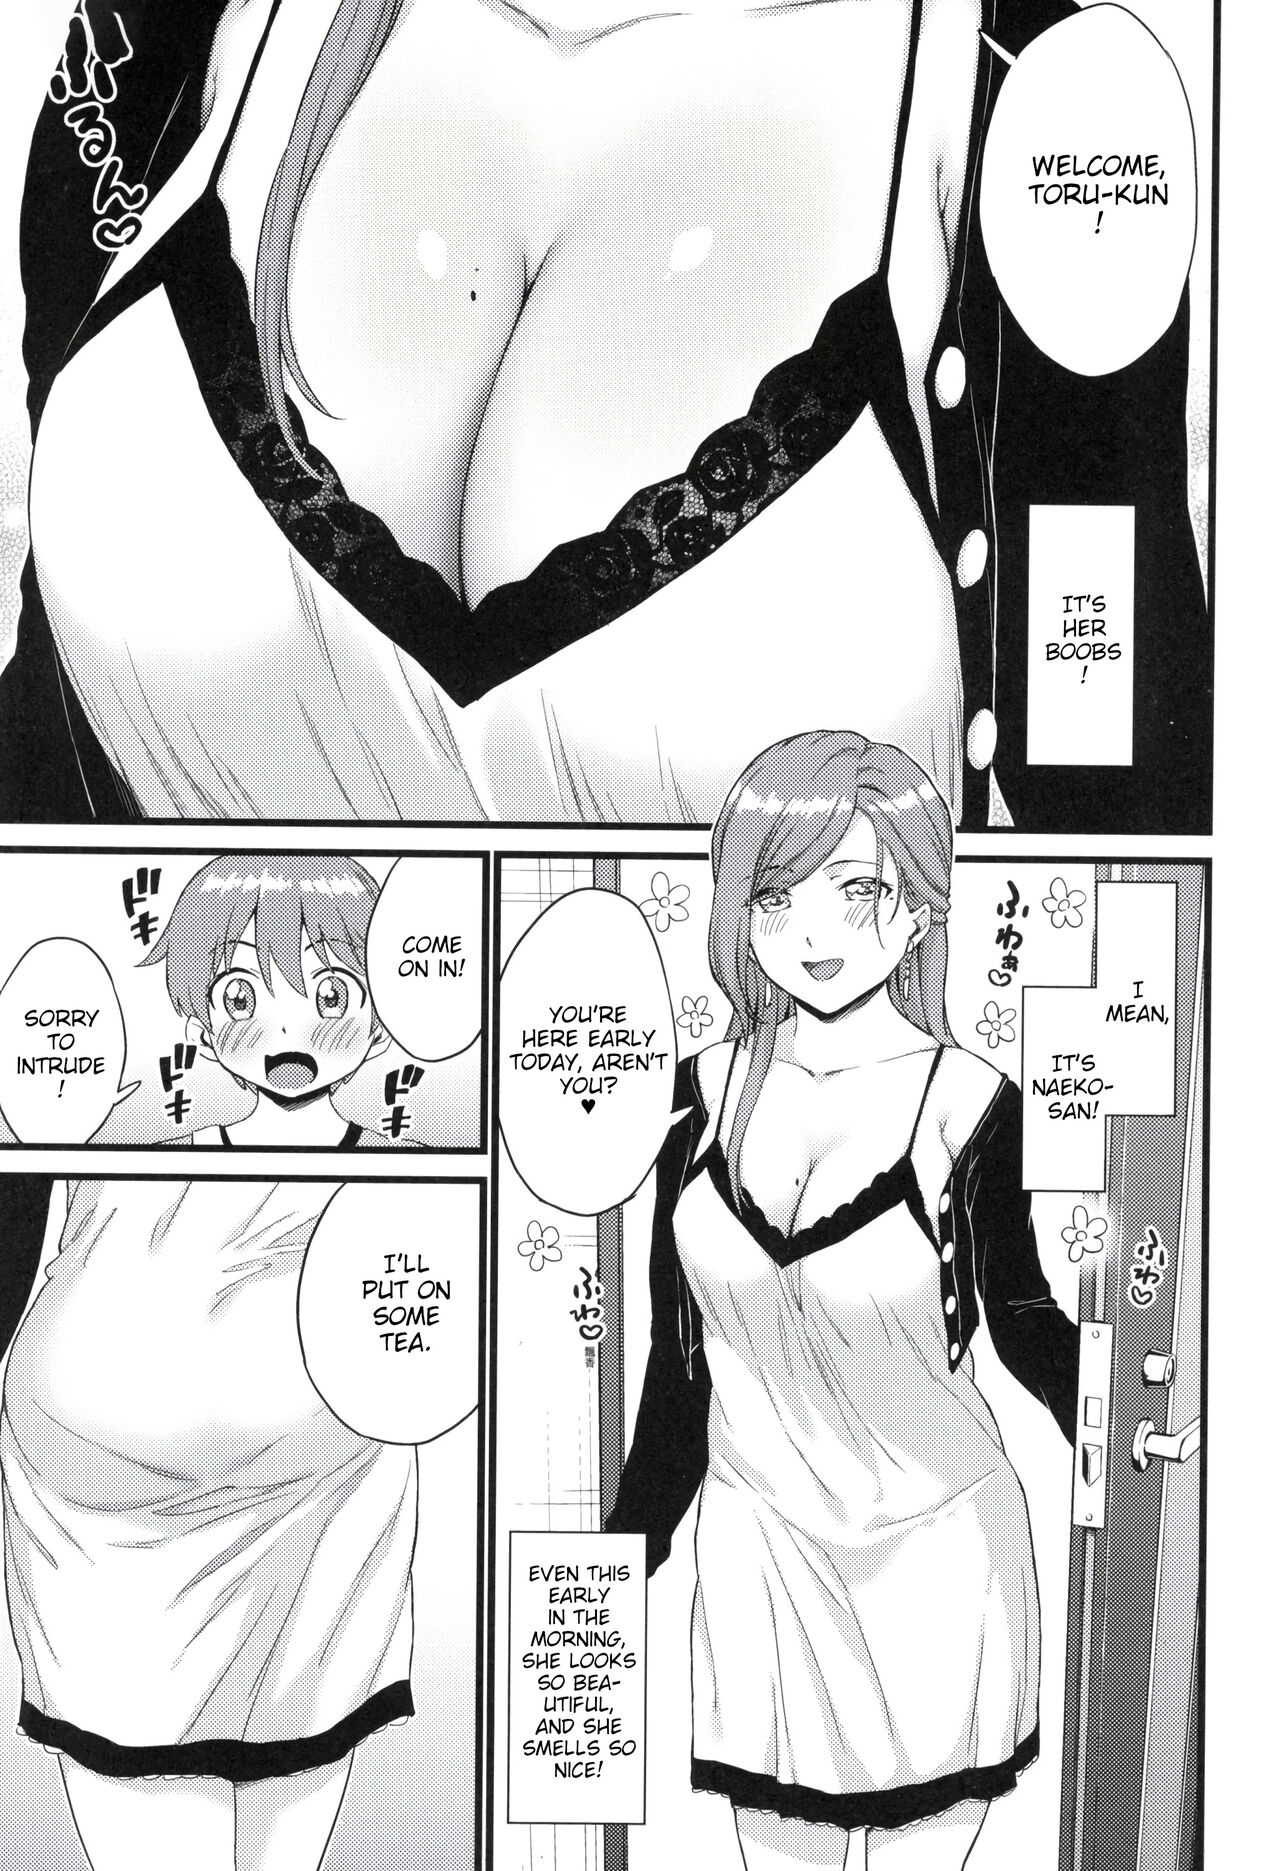 WELCOME,
TORU-KUN
!
るん♡
IT'S
HER
BOOBS
!
I
MEAN,
IT'S
NAEKO-
SAN!
ふわぁ♡
YOU'RE
HERE EARLY
TODAY, AREN'T
YOU?
♥
ふわ♡
ふわ♡
飄香
EVEN THIS
EARLY
IN THE
MORNING,
SHE LOOKS
SO BEA-
UTIFUL,
AND SHE
SMELLS SO
NICE!
COME
ON IN!
ドキ
ドキ
ドキ
SORRY
TO
INTRUDE
!
I'LL
PUT ON
SOME
TEA.